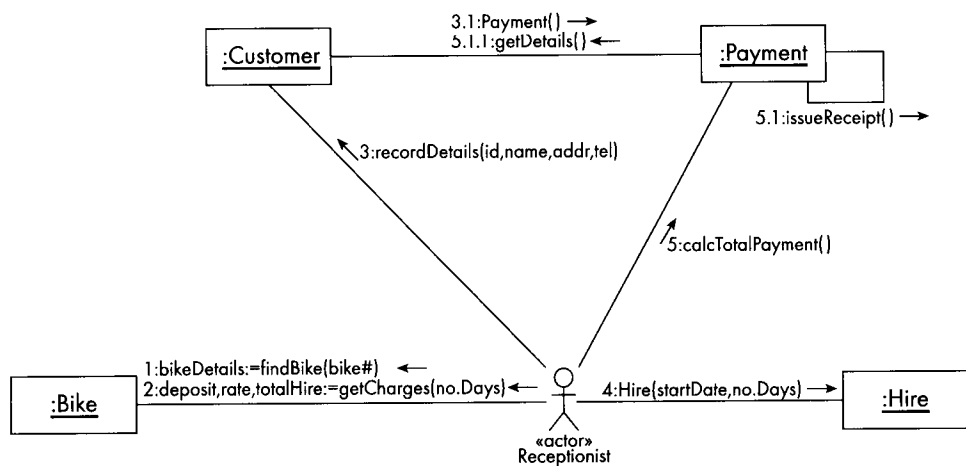 3.1:Payment()
5.1.1:getDetails()
:Customer
:Payment
5.1:issueReceipt()
3:recordDetails(id,name,addr,tel)
5:calcTotalPayment()
1:bikeDetails:=findBike(bike#)
2:deposit,rate,totalHire:=getCharges(no.Days)
4:Hire(startDate,no.Days)
:Bike
:Hire
«actor»
Receptionist